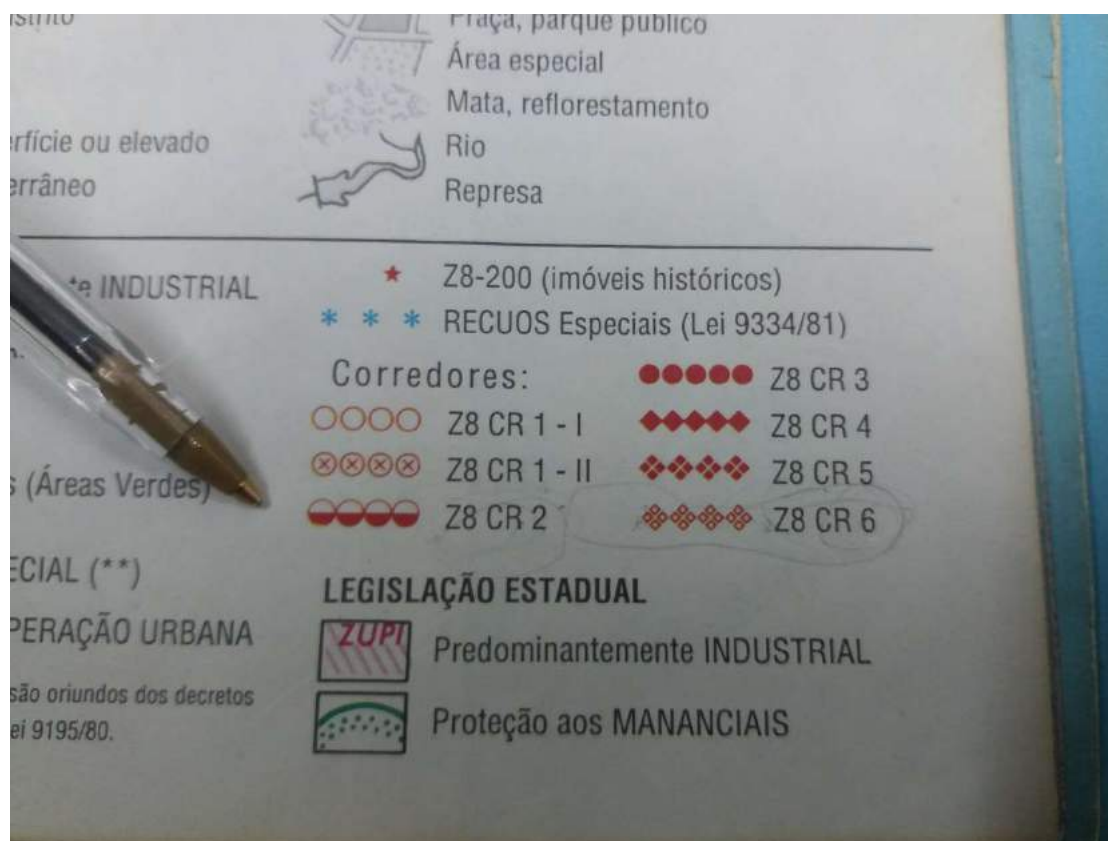 Praça, parque público
Área especial
Mata, reflorestamento
erfície ou elevado
Rio
errâneo
Represa
te INDUSTRIAL
Z8-200 (imóveis históricos)
* * * RECUOS Especiais (Lei 9334/81)
Corredores:
Z8 CR 3
Z8 CR 1 - I
Z8 CR 4
Z8 CR 1 - II
Z8 CR 5
s (Áreas Verdes)
Z8 CR 2
Z8 CR 6
ECIAL (**)
LEGISLAÇÃO ESTADUAL
PERAÇÃO URBANA
ZUPI
Predominantemente INDUSTRIAL
são oriundos dos decretos
ei 9195/80.
Proteção aos MANANCIAIS